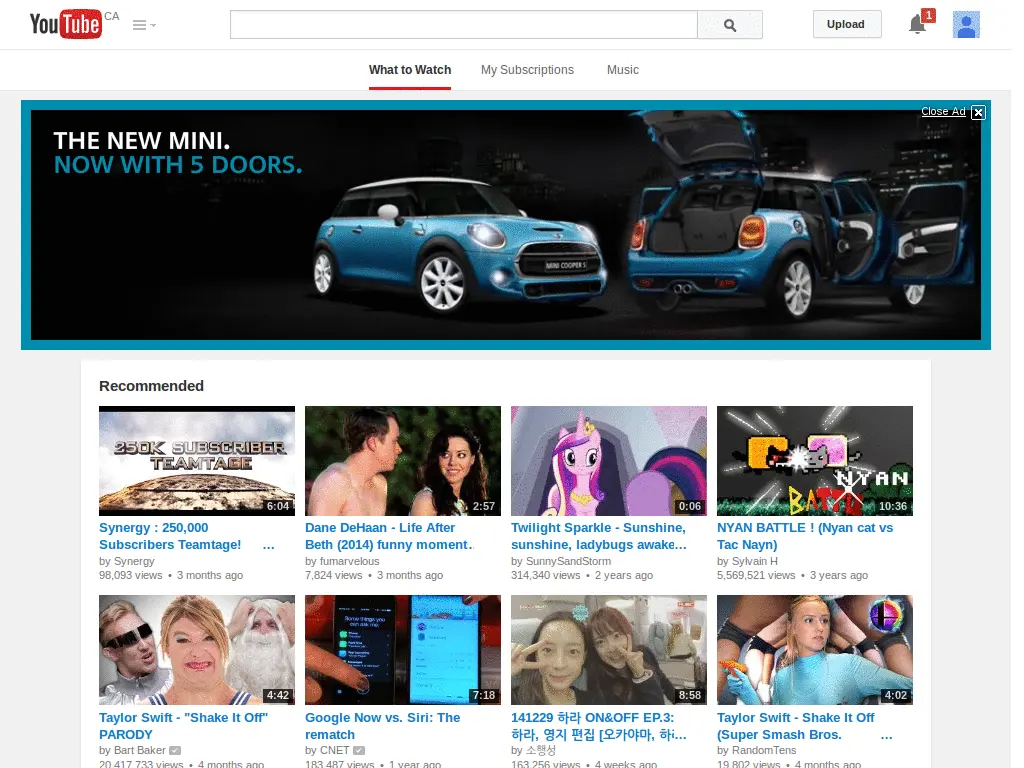 YouTube CA
Upload
1
What to Watch My Subscriptions Music
Close Ad
THE NEW MINI.
NOW WITH 5 DOORS.
MINI COOPER S
Recommended
250K SUBSCRIBER
TEAMTAGE
6:04
2:57
0:06
NYAN
BATTLE
10:36
Synergy : 250,000
Subscribers Teamtage! ...
by Synergy
98,093 views • 3 months ago
Dane DeHaan - Life After
Beth (2014) funny moment...
by fumarvelous
7,824 views • 3 months ago
Twilight Sparkle - Sunshine,
sunshine, ladybugs awake...
by SunnySandStorm
314,340 views • 2 years ago
NYAN BATTLE ! (Nyan cat vs
Tac Nayn)
by Sylvain H
5,569,521 views • 3 years ago
4:42
Some things you
can ask me:
7:18
8:58
4:02
Taylor Swift - "Shake It Off"
PARODY
by Bart Baker
20,417,733 views • 4 months ago
Google Now vs. Siri: The
rematch
by CNET
183,487 views • 1 year ago
141229 하라 ON&OFF EP.3:
하라, 영지 편집 [오카야마, 하...
by 소행성
163,256 views • 4 weeks ago
Taylor Swift - Shake It Off
(Super Smash Bros. ...
by RandomTens
19,802 views • 4 months ago